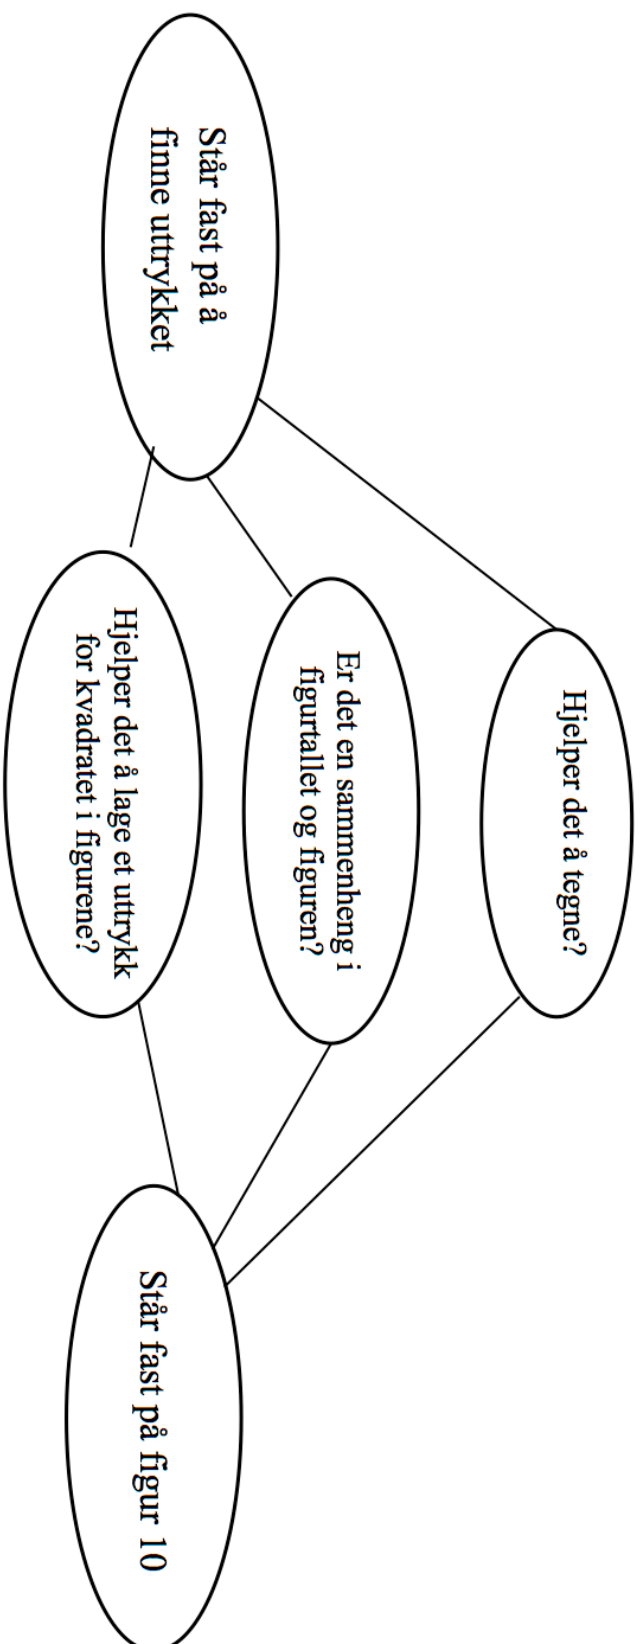 Står fast på å
finne uttrykket
Hjelper det å tegne?
Er det en sammenheng i
figurtallet og figuren?
Hjelper det å lage et uttrykk
for kvadratet i figurene?
Står fast på figur 10